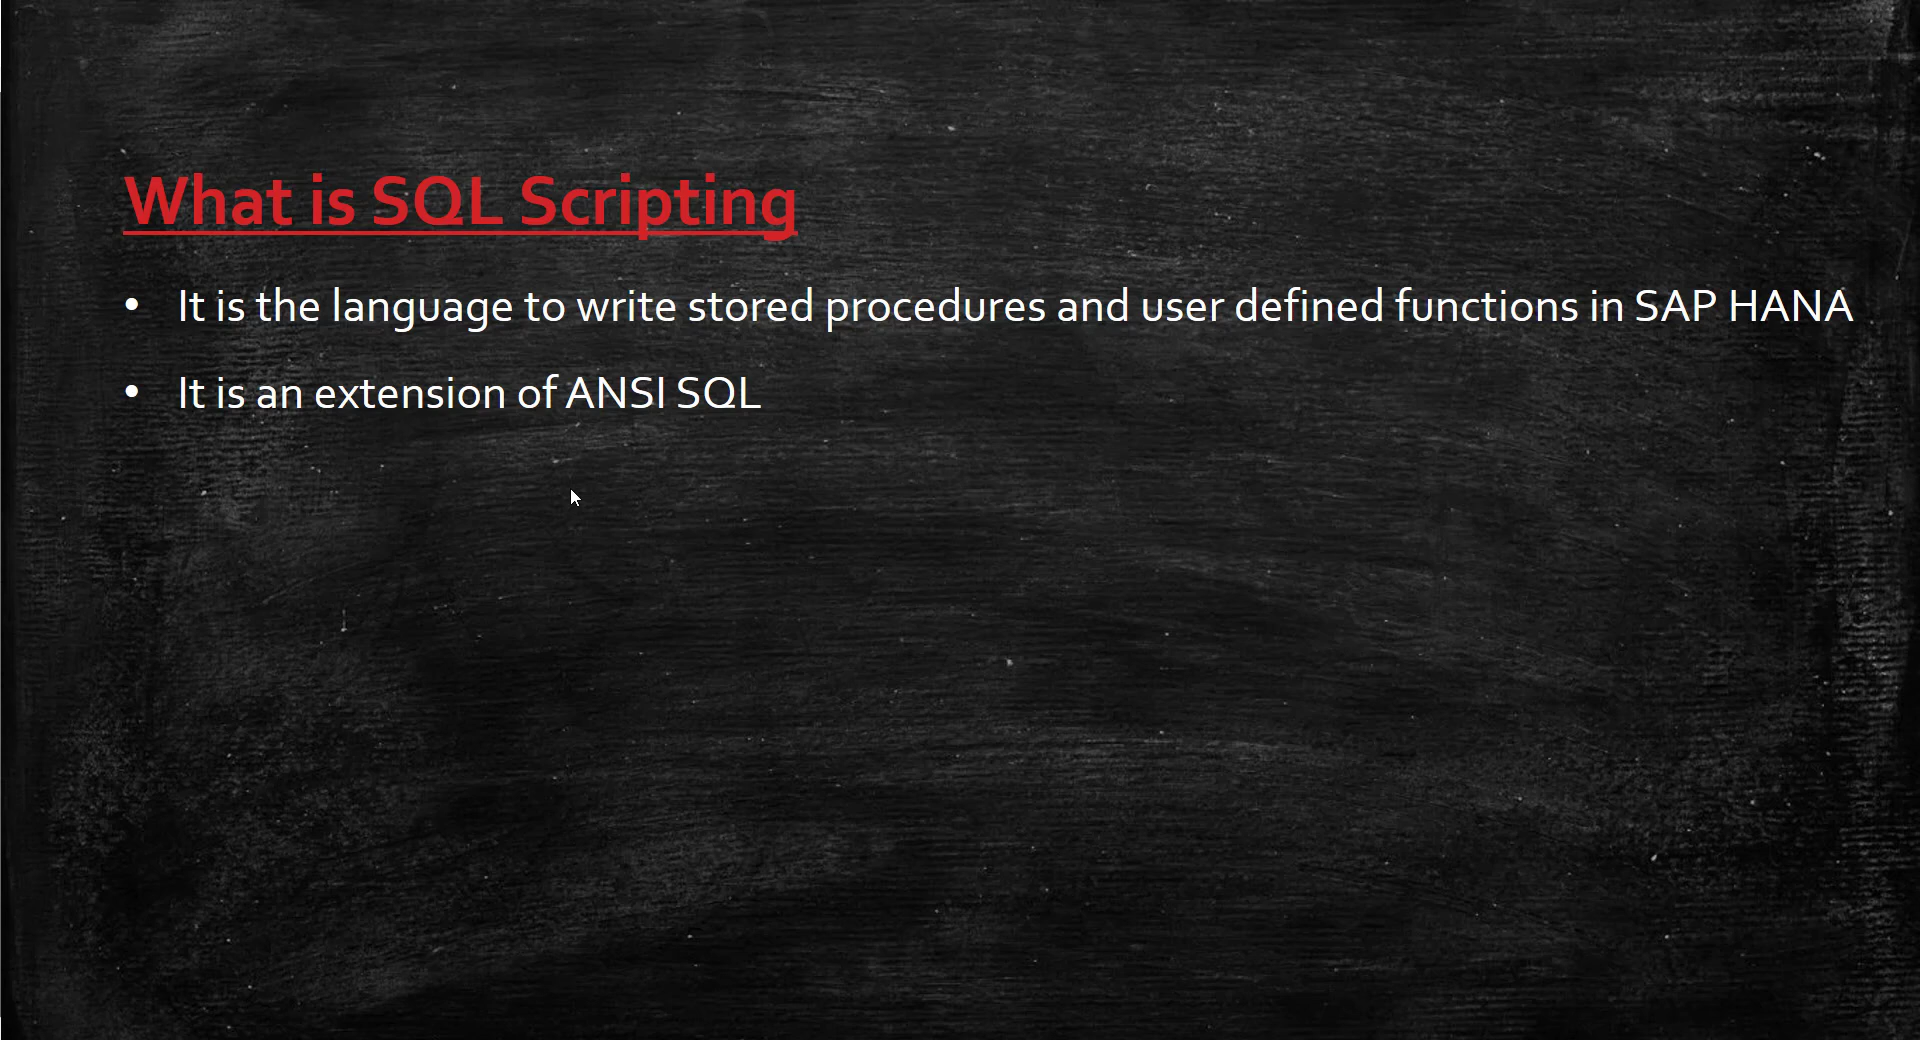 What is SQL Scripting
• It is the language to write stored procedures and user defined functions in SAP HANA
• It is an extension of ANSI SQL